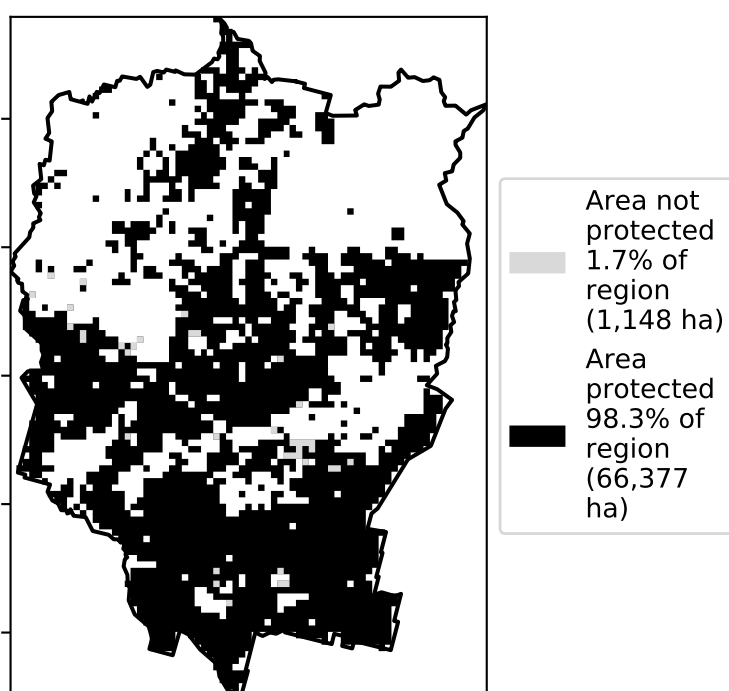 Area not
protected
1.7% of
region
(1,148 ha)
Area
protected
98.3% of
region
(66,377
ha)